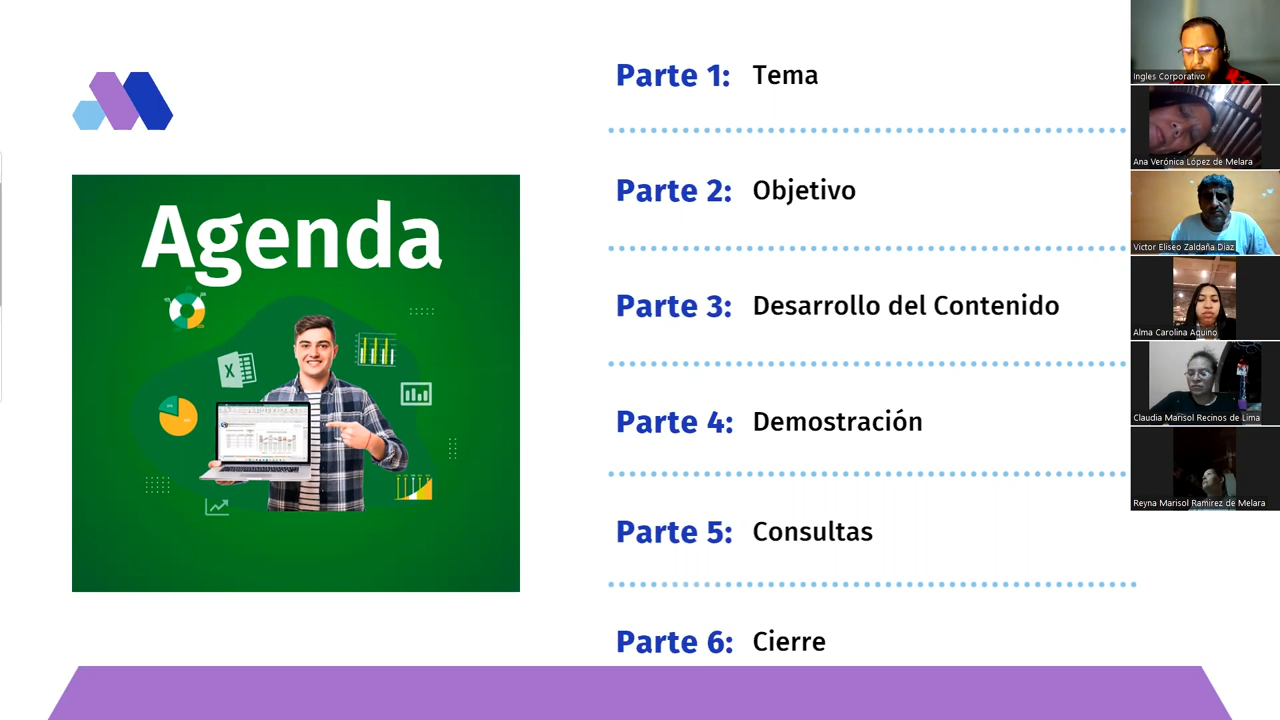 Agenda
X
Parte 1: Tema
Parte 2: Objetivo
Parte 3: Desarrollo del Contenido
Parte 4: Demostración
Parte 5: Consultas
Parte 6: Cierre
Ingles Corporativo
Ana Verónica López de Melara
Victor Eliseo Zaldaña Diaz
Alma Carolina Aquino
Claudia Marisol Recinos de Lima
Reyna Marisol Ramirez de Melara